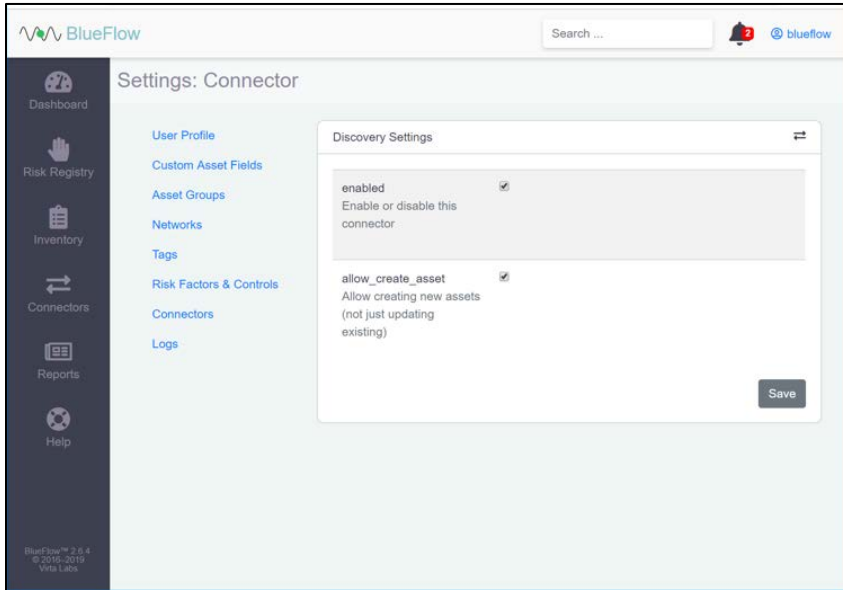 BlueFlow
Search ...
2
blueflow
Settings: Connector
Dashboard
Risk Registry
Inventory
Connectors
Reports
Help
BlueFlow™ 2.6.4
© 2016–2019
Virta Labs
User Profile
Custom Asset Fields
Asset Groups
Networks
Tags
Risk Factors & Controls
Connectors
Logs
Discovery Settings
enabled
Enable or disable this
connector
allow_create_asset
Allow creating new assets
(not just updating
existing)
Save